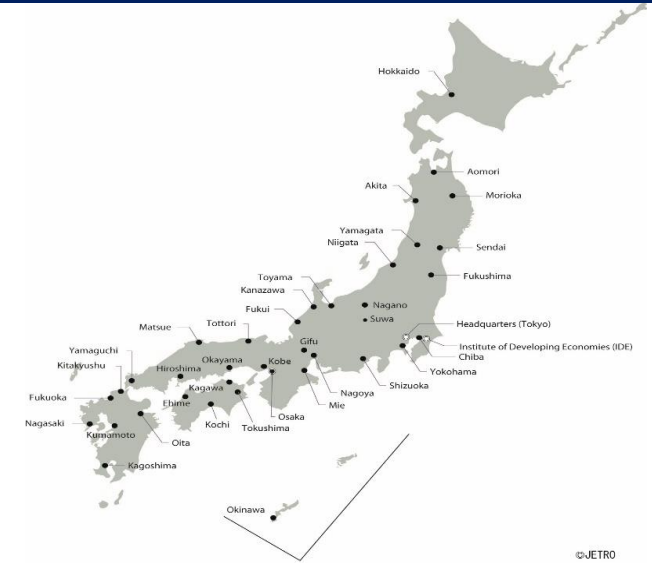 Hokkaido
Aomori
Akita
Morioka
Yamagata
Niigata
Sendai
Toyama
Fukushima
Kanazawa
Nagano
Fukui
Suwa
Matsue
Tottori
Headquarters (Tokyo)
Gifu
Institute of Developing Economies (IDE)
Yamaguchi
Okayama
Kobe
Chiba
Kitakyushu
Hiroshima
Yokohama
Kagawa
Shizuoka
Fukuoka
Ehime
Nagoya
Mie
Osaka
Nagasaki
Kochi
Tokushima
Kumamoto
Oita
Kagoshima
Okinawa
©JETRO